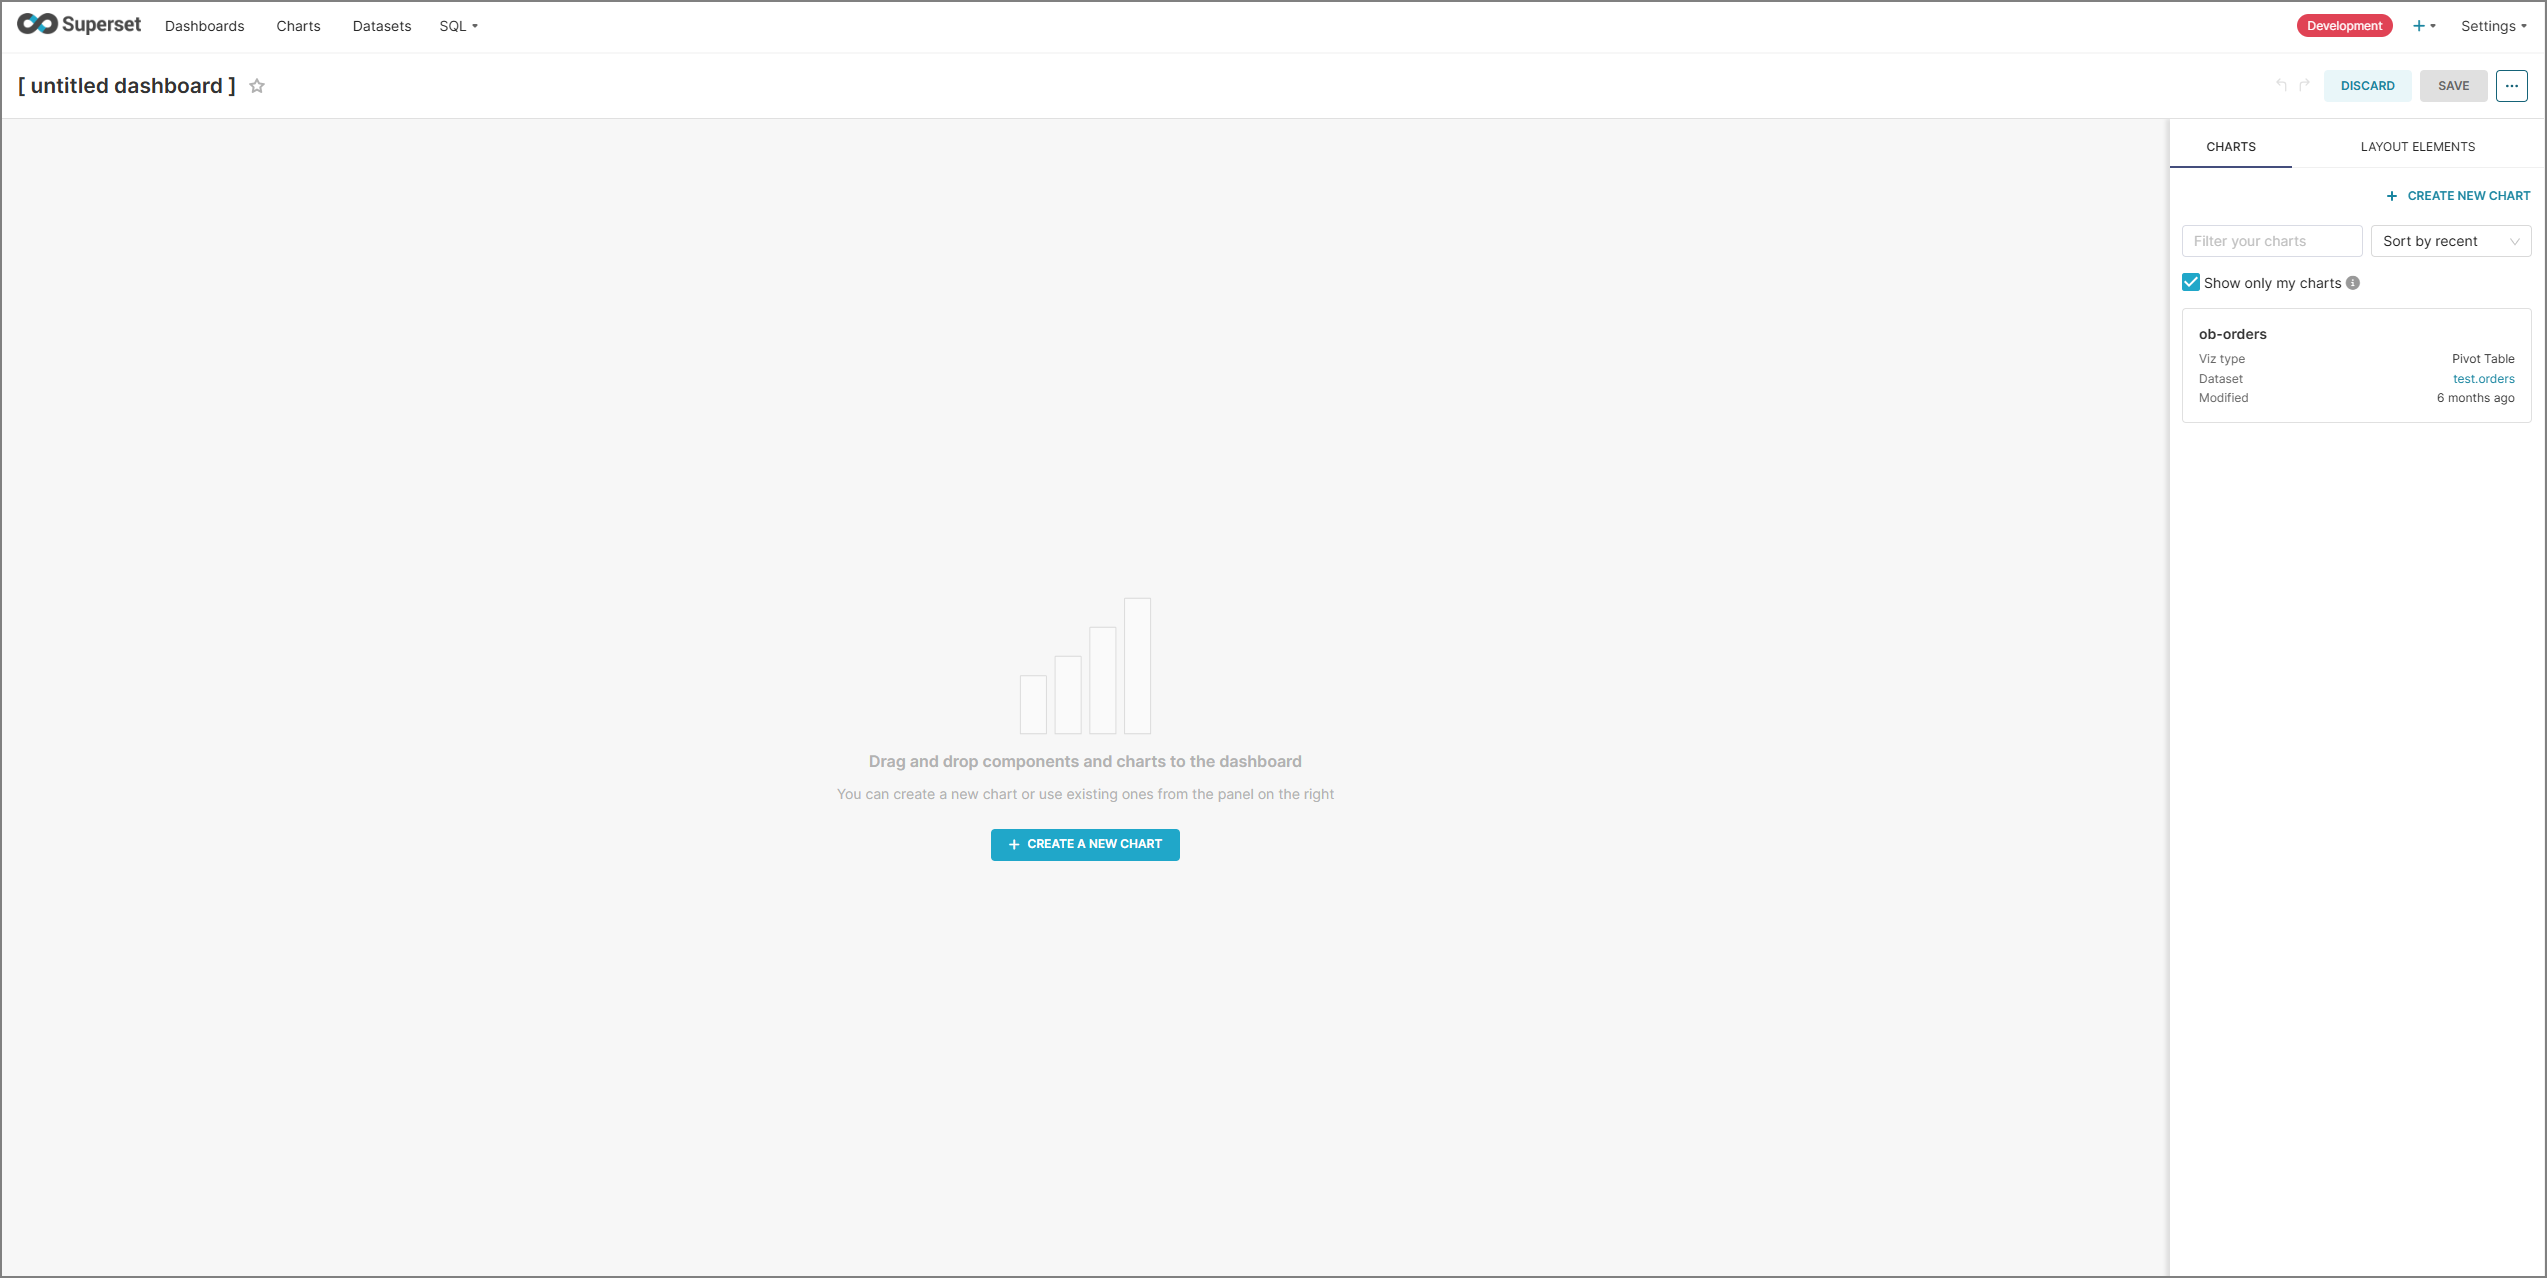 Superset Dashboards Charts Datasets SQL Development + Settings
[ untitled dashboard ] DISCARD SAVE ...
CHARTS LAYOUT ELEMENTS
+ CREATE NEW CHART
Filter your charts Sort by recent
Show only my charts i
ob-orders
Viz type Pivot Table
Dataset test.orders
Modified 6 months ago
Drag and drop components and charts to the dashboard
You can create a new chart or use existing ones from the panel on the right
+ CREATE A NEW CHART